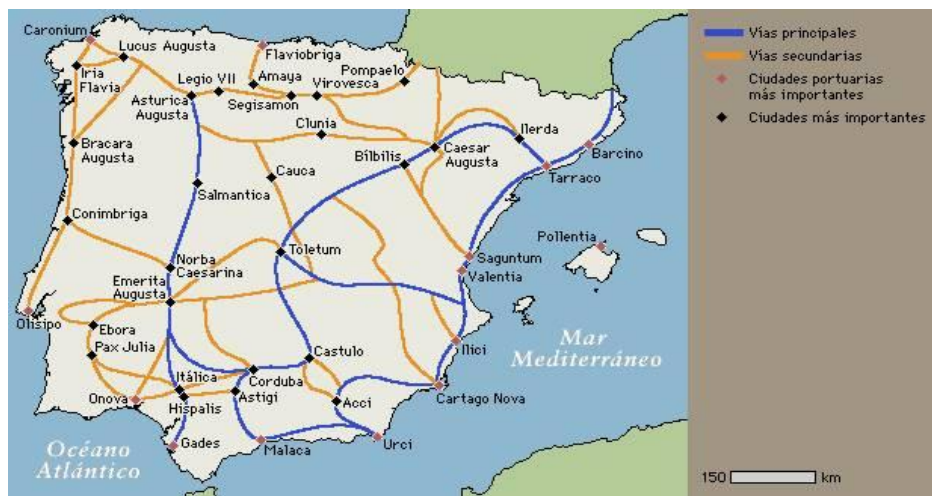 Caronium
Lucus Augusta
Flaviobriga
Iria
Flavia
Legio VII
Amaya
Pompaelo
Virovesca
Asturica
Augusta
Segisamon
Clunia
Ilerda
Bracara
Augusta
Bílbilis
Caesar
Augusta
Barcino
Cauca
Tarraco
Salmantica
Conimbriga
Pollentia
Toletum
Saguntum
Norba
Caesarina
Valentia
Emerita
Augusta
Olisipo
Ebora
Mar
Mediterráneo
Pax Julia
Castulo
Ilici
Itálica
Corduba
Cartago Nova
Onova
Hispalis
Astigi
Acci
Océano
Atlántico
Gades
Malaca
Urci
Vías principales
Vías secundarias
Ciudades portuarias
más importantes
Ciudades más importantes
150 km